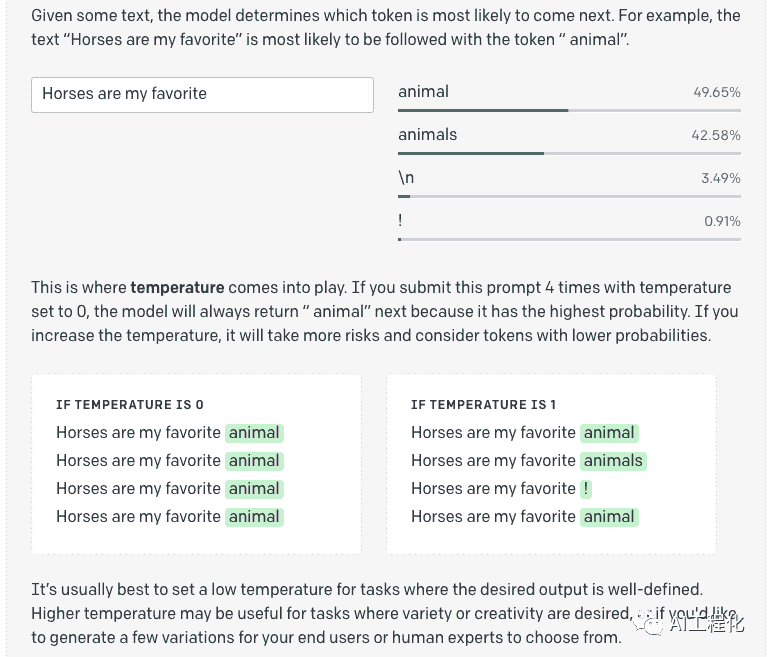 Given some text, the model determines which token is most likely to come next. For example, the
text “Horses are my favorite” is most likely to be followed with the token “ animal”.
Horses are my favorite
animal 49.65%
animals 42.58%
\n 3.49%
! 0.91%
This is where temperature comes into play. If you submit this prompt 4 times with temperature
set to 0, the model will always return “ animal” next because it has the highest probability. If you
increase the temperature, it will take more risks and consider tokens with lower probabilities.
IF TEMPERATURE IS 0
Horses are my favorite animal
Horses are my favorite animal
Horses are my favorite animal
Horses are my favorite animal
IF TEMPERATURE IS 1
Horses are my favorite animal
Horses are my favorite animals
Horses are my favorite !
Horses are my favorite animal
It’s usually best to set a low temperature for tasks where the desired output is well-defined.
Higher temperature may be useful for tasks where variety or creativity are desired, if you'd like
to generate a few variations for your end users or human experts to choose from.
AI工程化